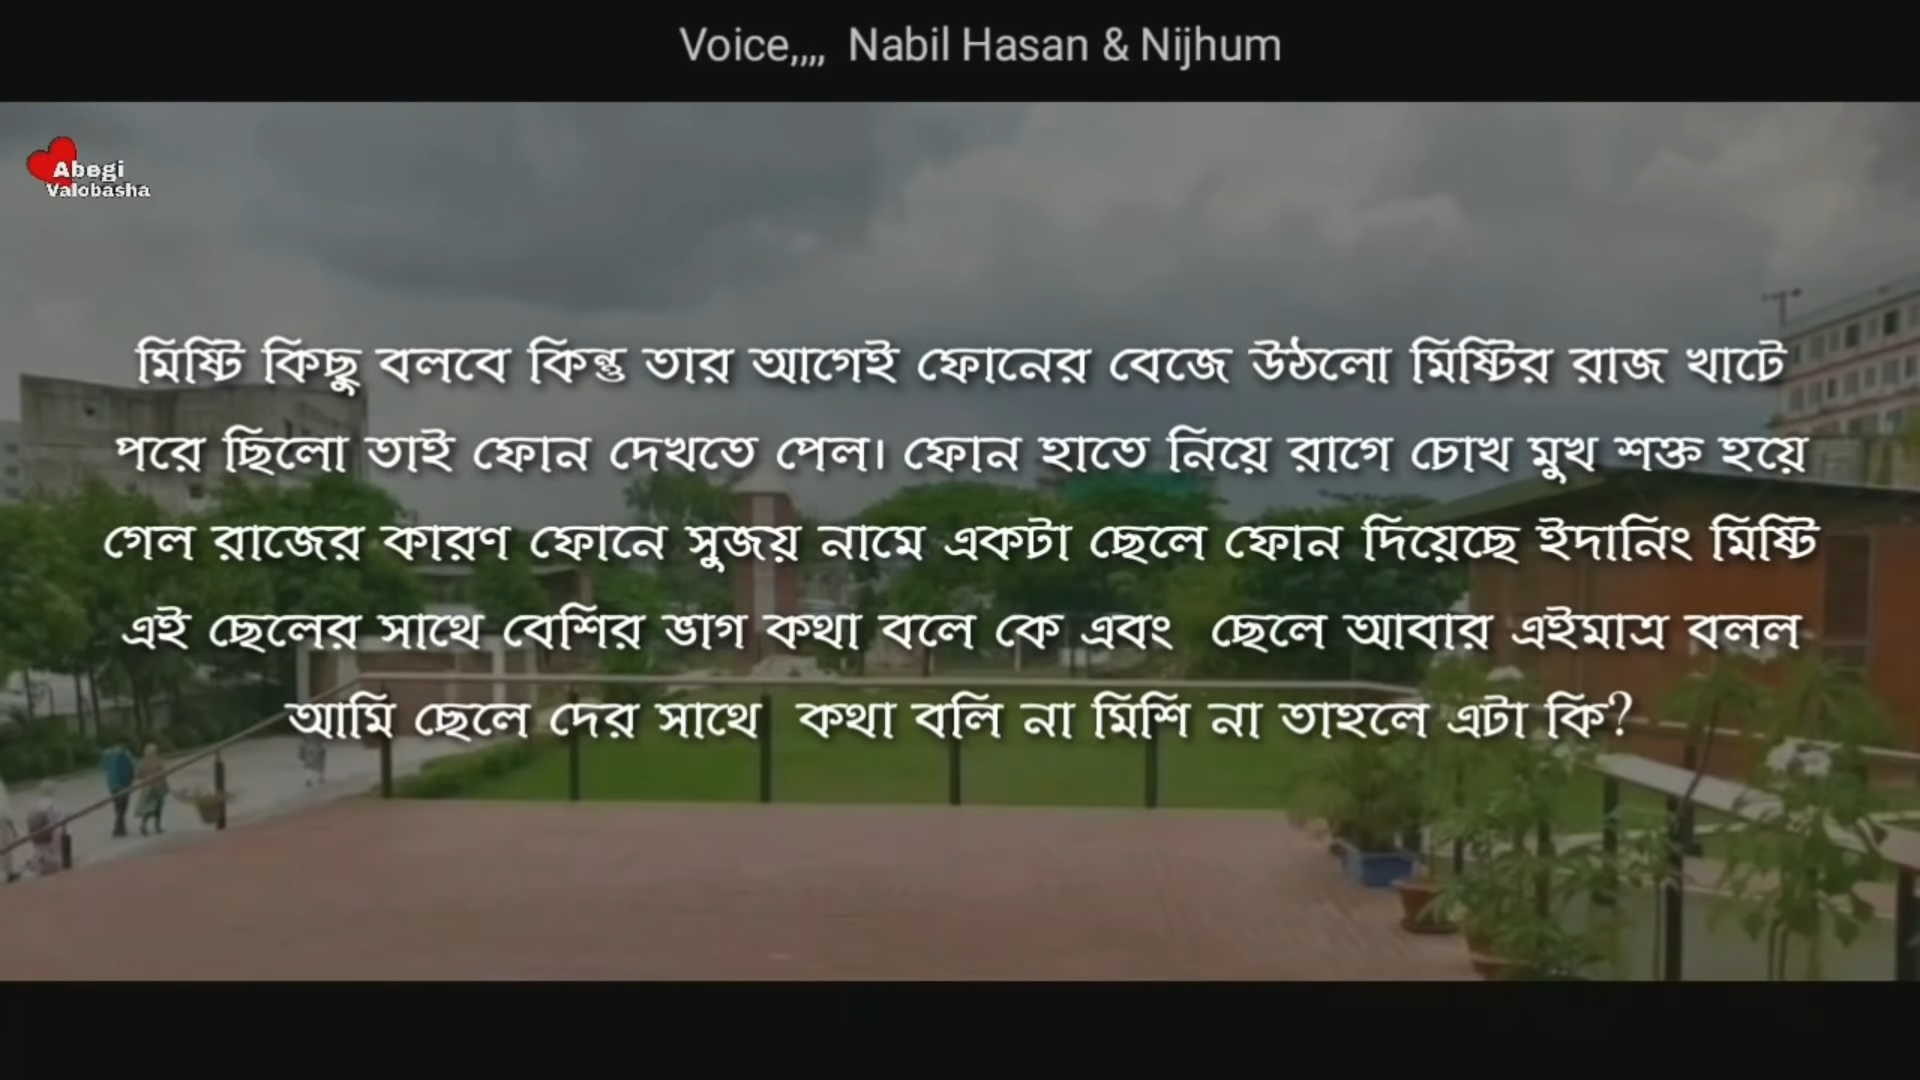 Voice,,,, Nabil Hasan & Nijhum
Abegi
Valobasha
মিষ্টি কিছু বলবে কিন্তু তার আগেই ফোনের বেজে উঠলো মিষ্টির রাজ খাটে
পরে ছিলো তাই ফোন দেখতে পেল। ফোন হাতে নিয়ে রাগে চোখ মুখ শক্ত হয়ে
গেল রাজের কারণ ফোনে সুজয় নামে একটা ছেলে ফোন দিয়েছে ইদানিং মিষ্টি
এই ছেলের সাথে বেশির ভাগ কথা বলে কে এবং ছেলে আবার এইমাত্র বলল
আমি ছেলে দের সাথে কথা বলি না মিশি না তাহলে এটা কি?